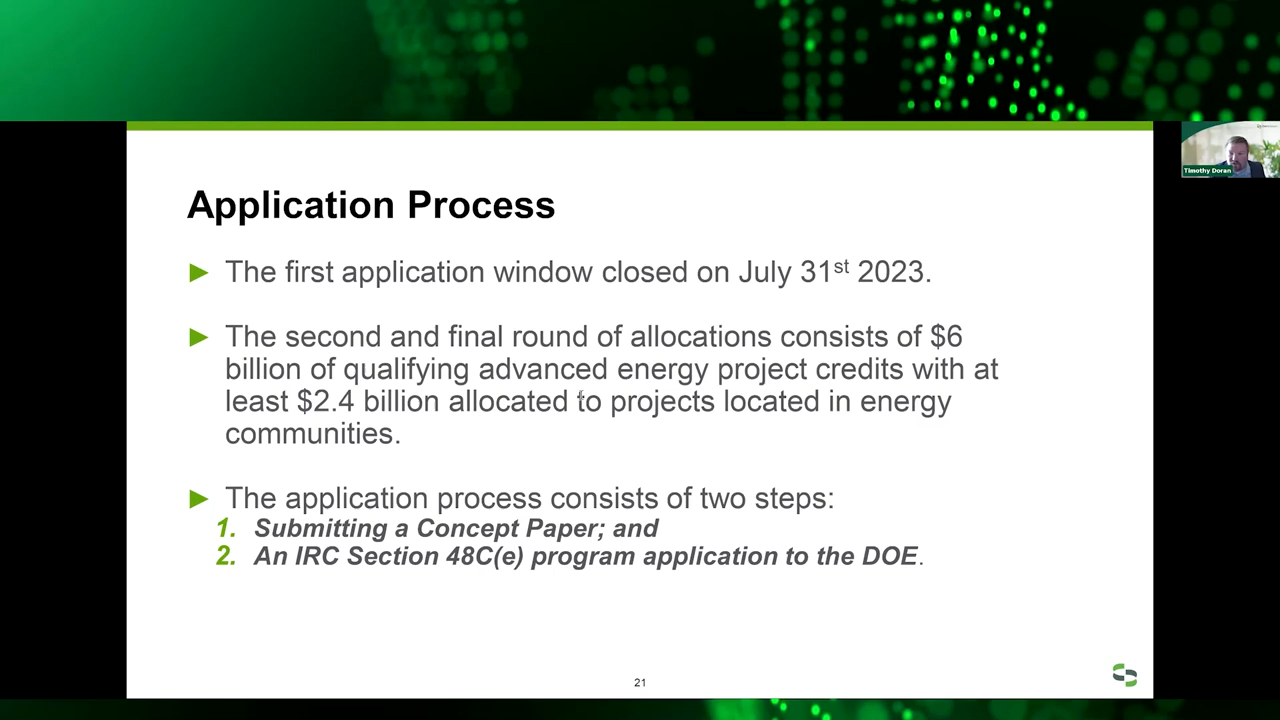 Application Process
► The first application window closed on July 31st 2023.
► The second and final round of allocations consists of $6
billion of qualifying advanced energy project credits with at
least $2.4 billion allocated to projects located in energy
communities.
► The application process consists of two steps:
1. Submitting a Concept Paper; and
2. An IRC Section 48C(e) program application to the DOE.
21
Timothy Doran